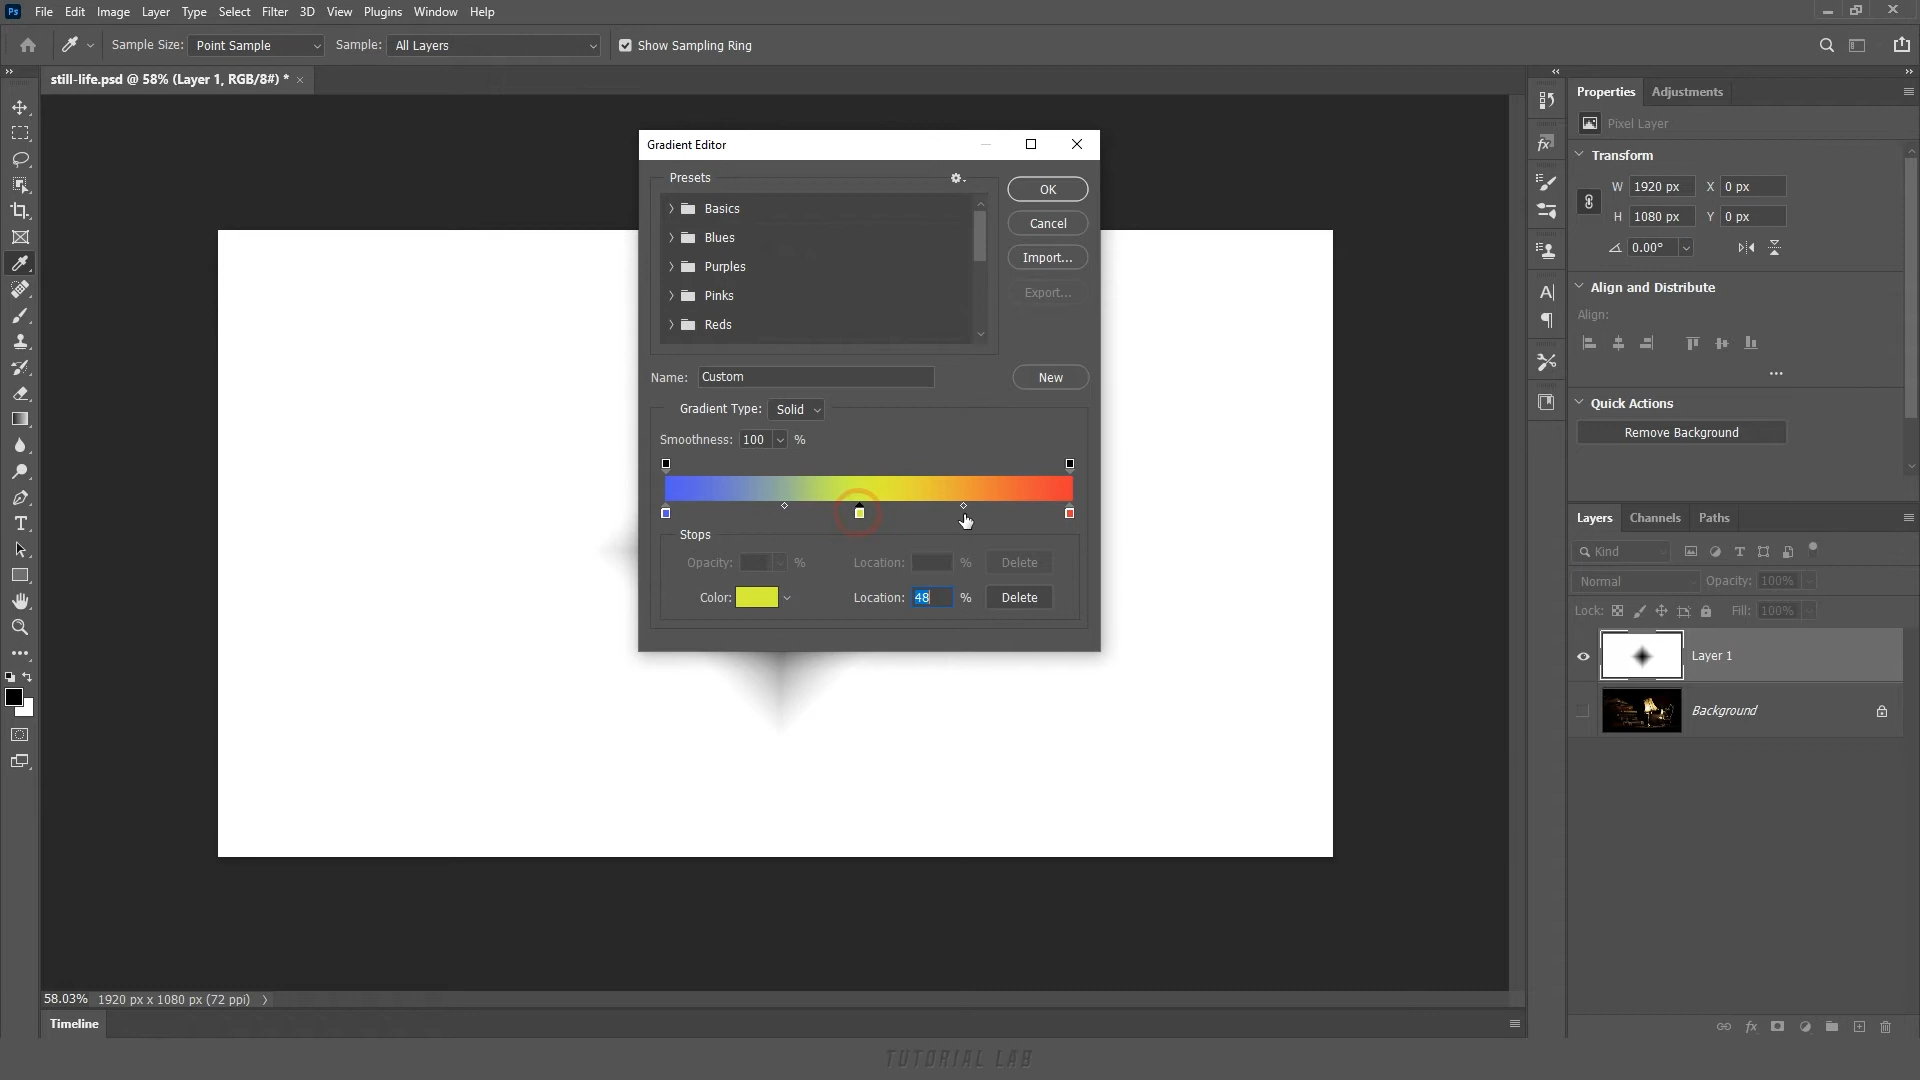 Ps File Edit Image Layer Type Select Filter 3D View Plugins Window Help
Sample Size: Point Sample Sample: All Layers Show Sampling Ring
still-life.psd @ 58% (Layer 1, RGB/8#) * ×
Gradient Editor
Presets
Basics
Blues
Purples
Pinks
Reds
OK
Cancel
Import...
Export...
Name: Custom
New
Gradient Type: Solid
Smoothness: 100 %
Stops
Opacity: % Location: % Delete
Color: Location: 48 % Delete
Properties Adjustments
Pixel Layer
Transform
W 1920 px X 0 px
H 1080 px Y 0 px
0.00°
Align and Distribute
Align:
Quick Actions
Remove Background
Layers Channels Paths
Kind
Normal Opacity: 100%
Lock: Fill: 100%
Layer 1
Background
58.03% 1920 px x 1080 px (72 ppi)
Timeline
TUTORIAL LAB